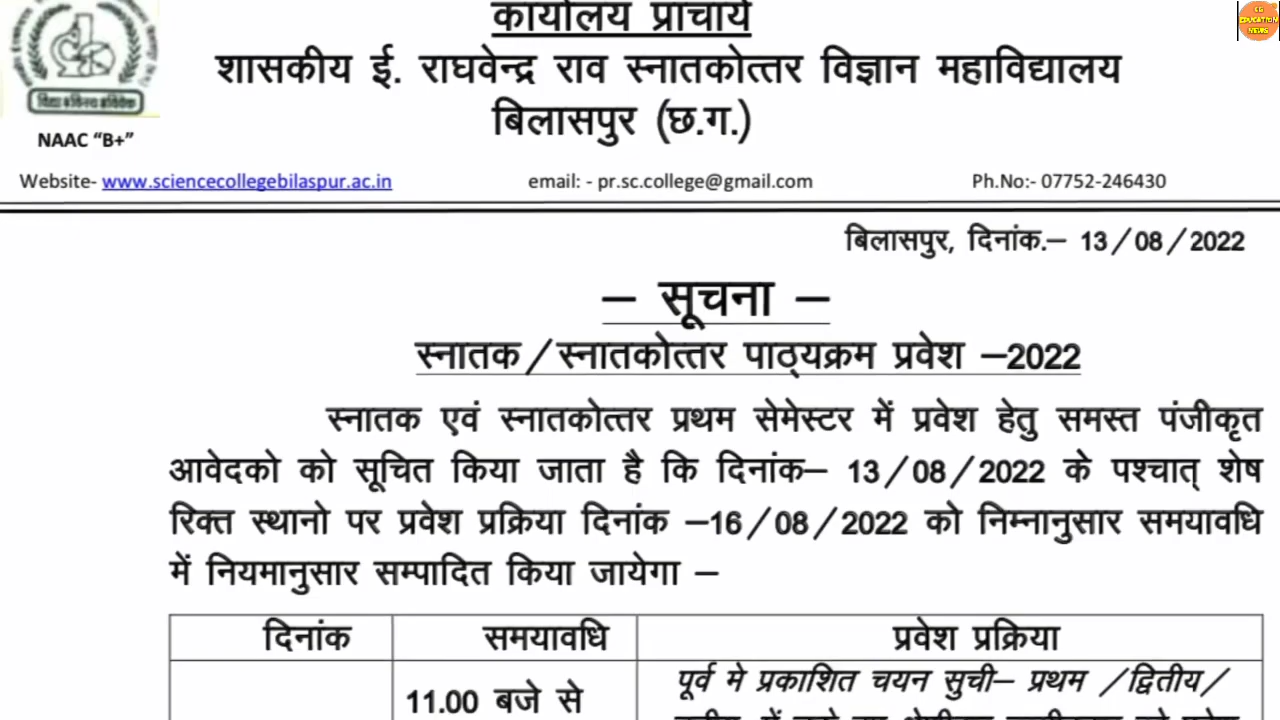 कार्यालय प्राचार्य
शासकीय ई. राघवेन्द्र राव स्नातकोत्तर विज्ञान महाविद्यालय
बिलासपुर (छ.ग.)
NAAC “B+”
Website- www.sciencecollegebilaspur.ac.in email: - pr.sc.college@gmail.com Ph.No:- 07752-246430
CG
EDUCATION
NEWS
बिलासपुर, दिनांक.– 13/08/2022
– सूचना –
स्नातक/स्नातकोत्तर पाठ्यक्रम प्रवेश –2022
स्नातक एवं स्नातकोत्तर प्रथम सेमेस्टर में प्रवेश हेतु समस्त पंजीकृत
आवेदको को सूचित किया जाता है कि दिनांक– 13/08/2022 के पश्चात् शेष
रिक्त स्थानो पर प्रवेश प्रक्रिया दिनांक –16/08/2022 को निम्नानुसार समयावधि
में नियमानुसार सम्पादित किया जायेगा –
दिनांक समयावधि प्रवेश प्रक्रिया
11.00 बजे से पूर्व मे प्रकाशित चयन सुची– प्रथम /द्वितीय/